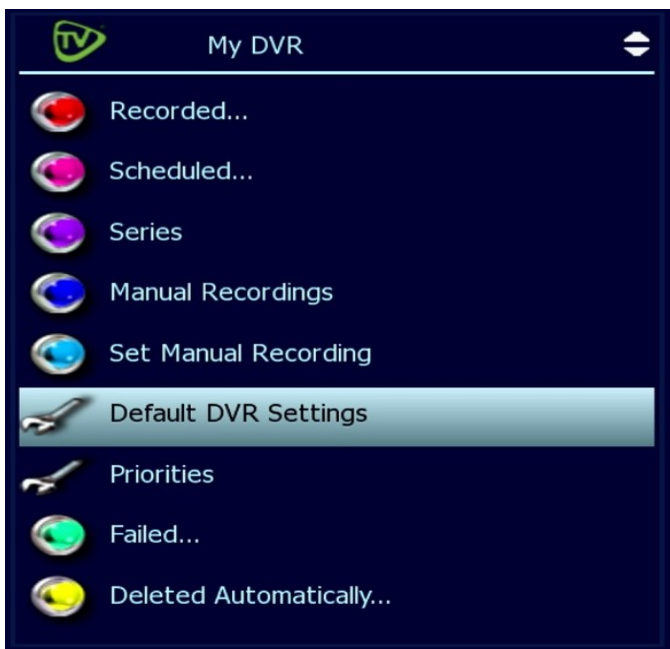 TV
My DVR
Recorded...
Scheduled...
Series
Manual Recordings
Set Manual Recording
Default DVR Settings
Priorities
Failed...
Deleted Automatically...